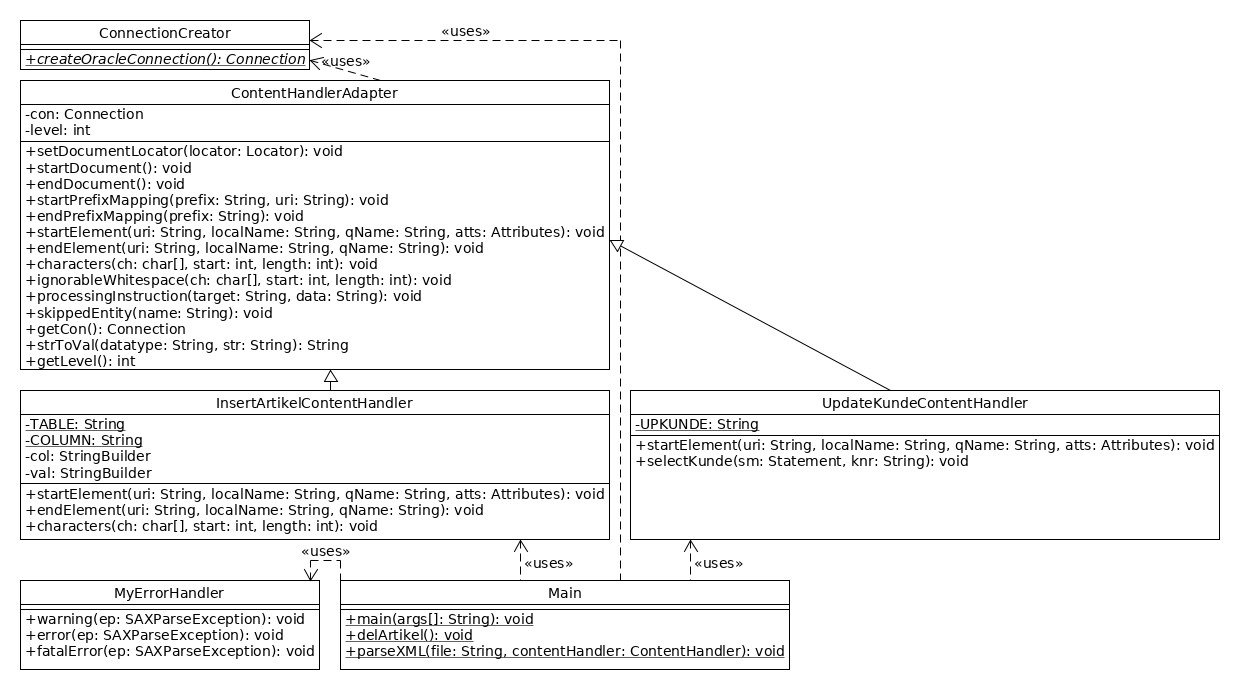 ConnectionCreator
+createOracleConnection(): Connection
«uses»
«uses»
ContentHandlerAdapter
-con: Connection
-level: int
+setDocumentLocator(locator: Locator): void
+startDocument(): void
+endDocument(): void
+startPrefixMapping(prefix: String, uri: String): void
+endPrefixMapping(prefix: String): void
+startElement(uri: String, localName: String, qName: String, atts: Attributes): void
+endElement(uri: String, localName: String, qName: String): void
+characters(ch: char[], start: int, length: int): void
+ignorableWhitespace(ch: char[], start: int, length: int): void
+processingInstruction(target: String, data: String): void
+skippedEntity(name: String): void
+getCon(): Connection
+strToVal(datatype: String, str: String): String
+getLevel(): int
InsertArtikelContentHandler
-TABLE: String
-COLUMN: String
-col: StringBuilder
-val: StringBuilder
+startElement(uri: String, localName: String, qName: String, atts: Attributes): void
+endElement(uri: String, localName: String, qName: String): void
+characters(ch: char[], start: int, length: int): void
UpdateKundeContentHandler
-UPKUNDE: String
+startElement(uri: String, localName: String, qName: String, atts: Attributes): void
+selectKunde(sm: Statement, knr: String): void
«uses»
«uses»
«uses»
MyErrorHandler
+warning(ep: SAXParseException): void
+error(ep: SAXParseException): void
+fatalError(ep: SAXParseException): void
Main
+main(args[]: String): void
+delArtikel(): void
+parseXML(file: String, contentHandler: ContentHandler): void